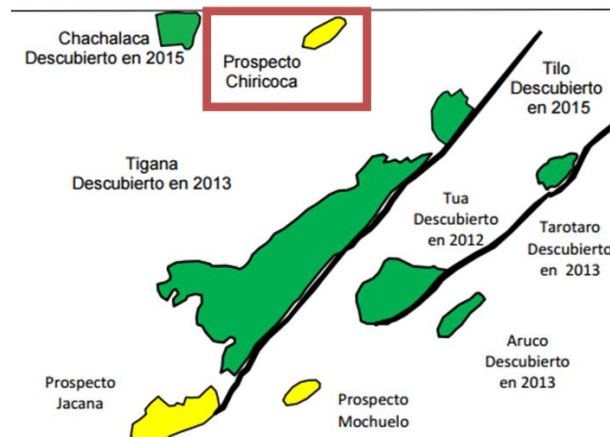 Chachalaca
Descubierto en 2015
Prospecto
Chiricoca
Tilo
Descubierto
en 2015
Tigana
Descubierto en 2013
Tua
Descubierto
en 2012
Tarotaro
Descubierto
en 2013
Aruco
Descubierto
en 2013
Prospecto
Jacana
Prospecto
Mochuelo